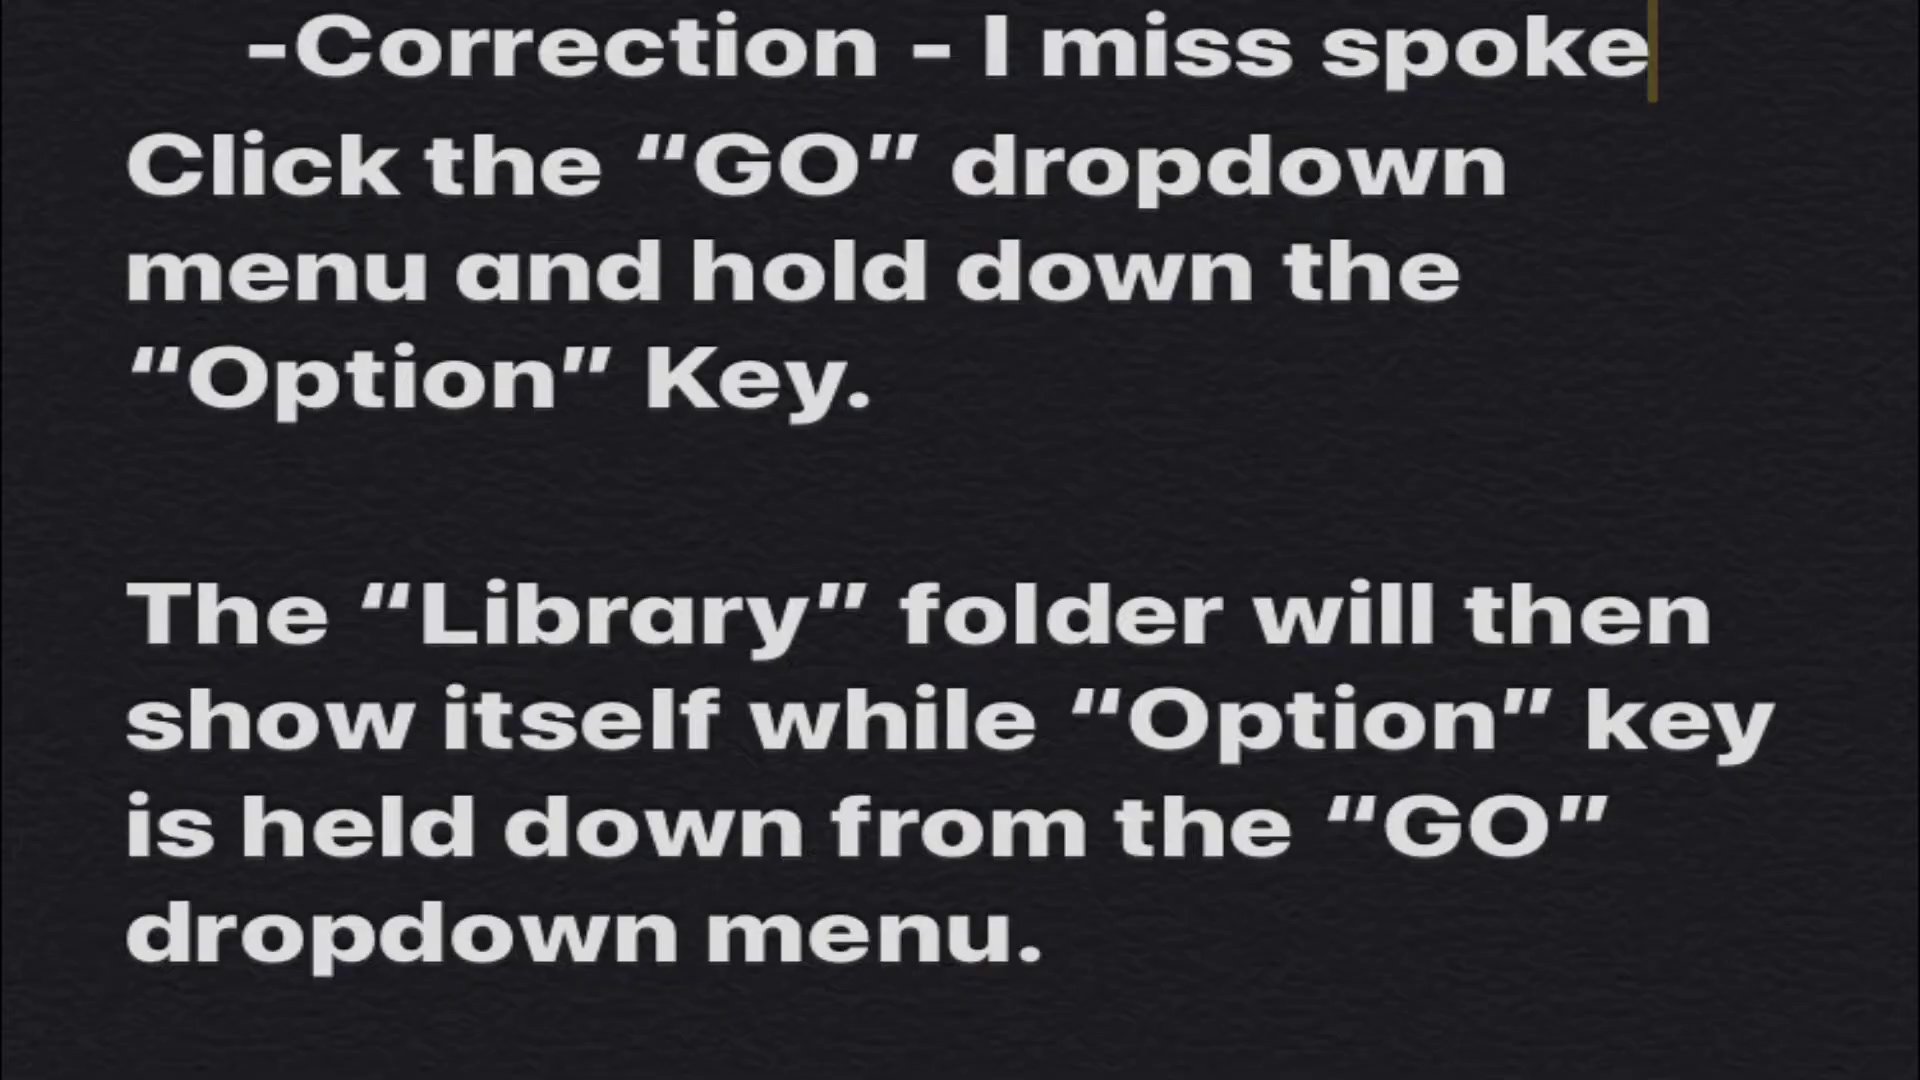 -Correction - I miss spoke
Click the “GO” dropdown
menu and hold down the
“Option” Key.
The “Library” folder will then
show itself while “Option” key
is held down from the “GO”
dropdown menu.